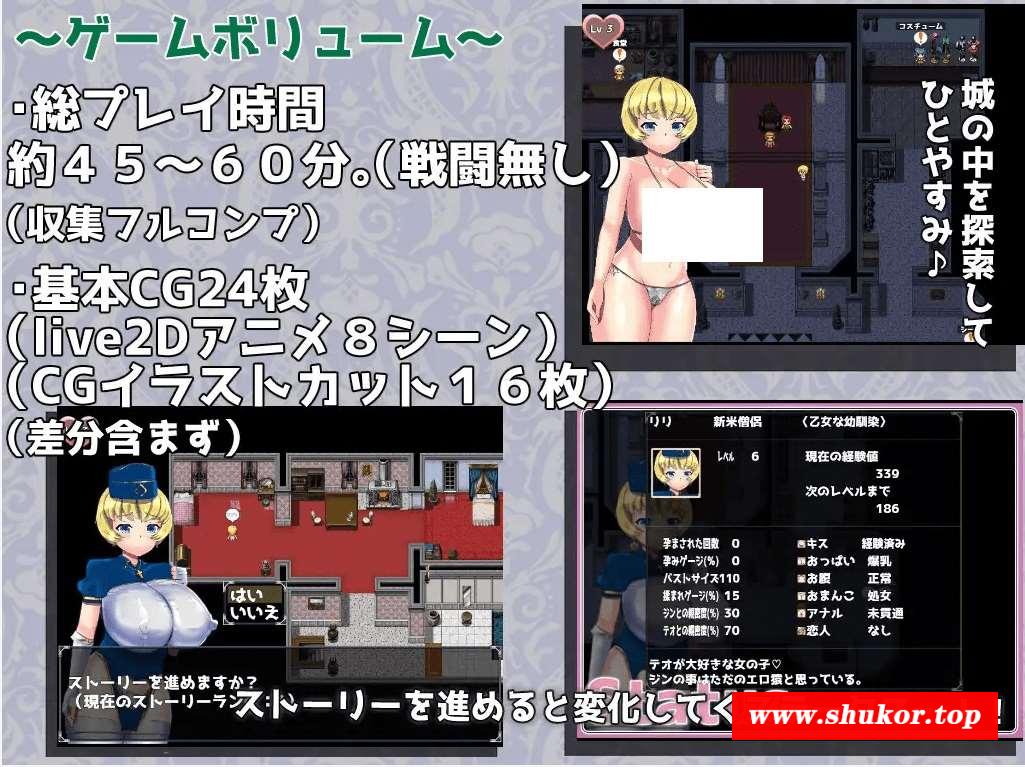 ～ゲームボリューム～
・総プレイ時間
約４５～６０分。(戦闘無し)
(収集フルコンプ)
・基本CG24枚
(live2Dアニメ８シーン)
(CGイラストカット１６枚)
(差分含まず)
Lv 3
食堂
コスチューム
城の中を探索して
ひとやすみ♪
はい
いいえ
ストーリーを進めますか？
(現在のストーリーラン
ストーリーを進めると変化してく
リリ 新米僧侶 〈乙女な幼馴染〉
ﾚﾍﾞﾙ 6 現在の経験値
339
次のレベルまで
186
孕まされた回数 0 キス 経験済み
孕みゲージ(%) 0 おっぱい 爆乳
バストサイズ110 お腹 正常
揉まれゲージ(%) 15 おまんこ 処女
ジンとの親密度(%) 30 アナル 未貫通
テオとの親密度(%) 70 恋人 なし
テオが大好きな女の子♡
ジンの事はただのエロ猿と思っている。
Status
www.shukor.top